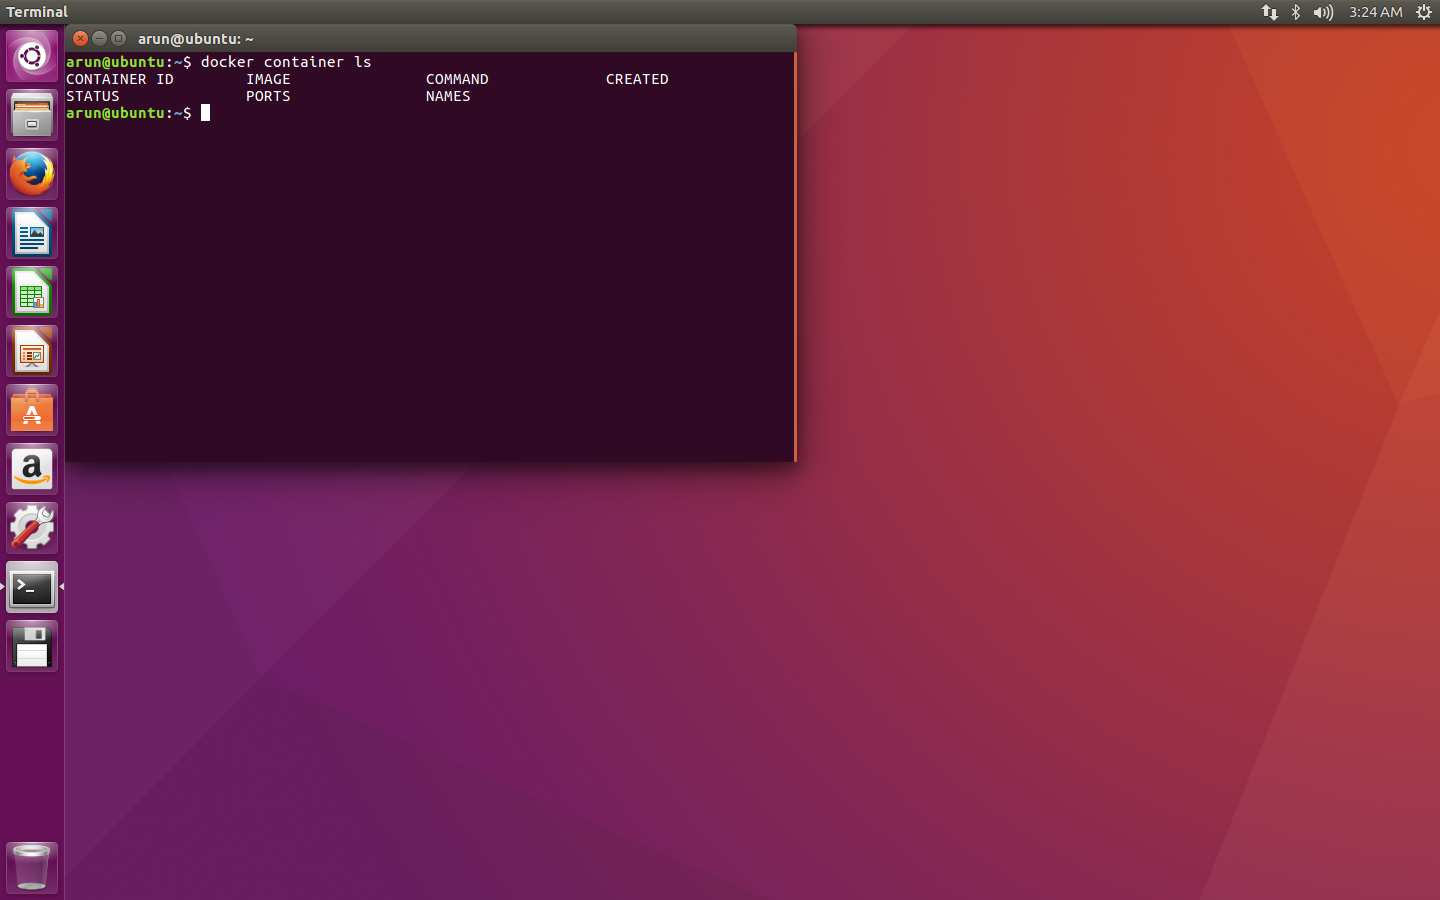 Terminal
3:24 AM
arun@ubuntu: ~
arun@ubuntu:~$ docker container ls
CONTAINER ID IMAGE COMMAND CREATED
STATUS PORTS NAMES
arun@ubuntu:~$